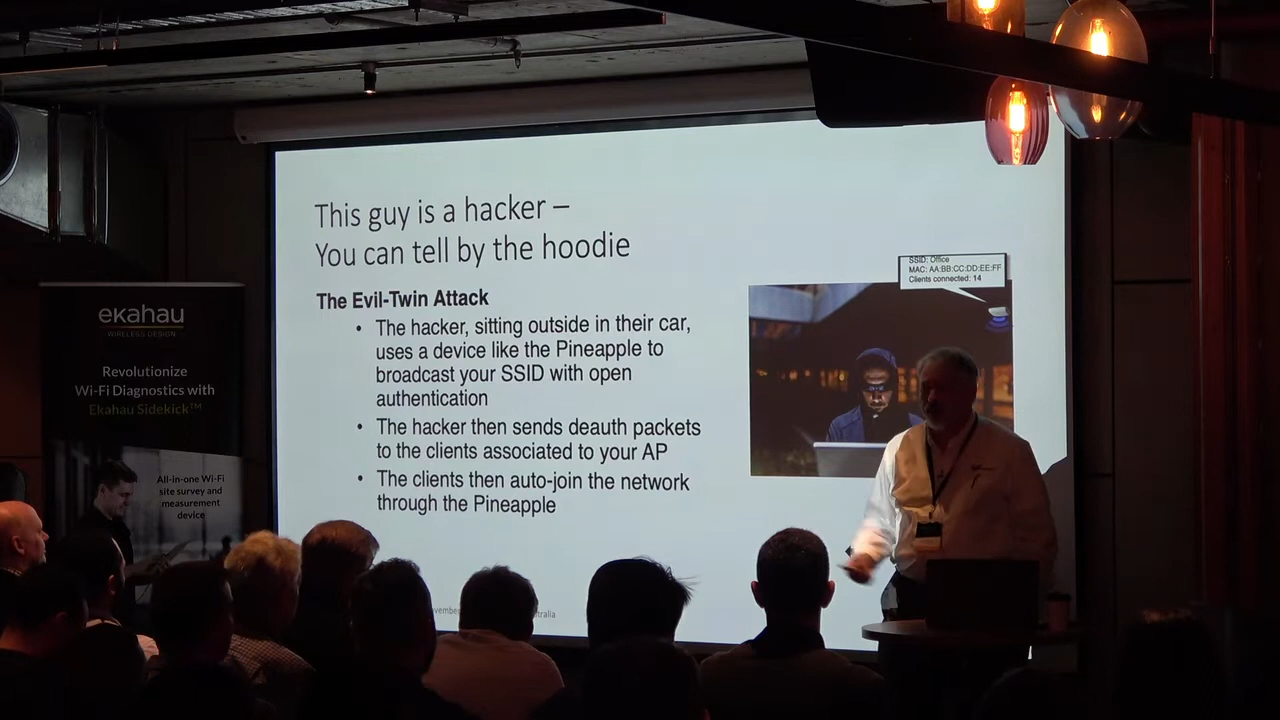 This guy is a hacker –
You can tell by the hoodie
The Evil-Twin Attack
• The hacker, sitting outside in their car,
uses a device like the Pineapple to
broadcast your SSID with open
authentication
• The hacker then sends deauth packets
to the clients associated to your AP
• The clients then auto-join the network
through the Pineapple
SSID: Office
MAC: AA:BB:CC:DD:EE:FF
Clients connected: 14
ekahau
WIRELESS DESIGN
Revolutionize
Wi-Fi Diagnostics with
Ekahau Sidekick™
All-in-one Wi-Fi
site survey and
measurement
device